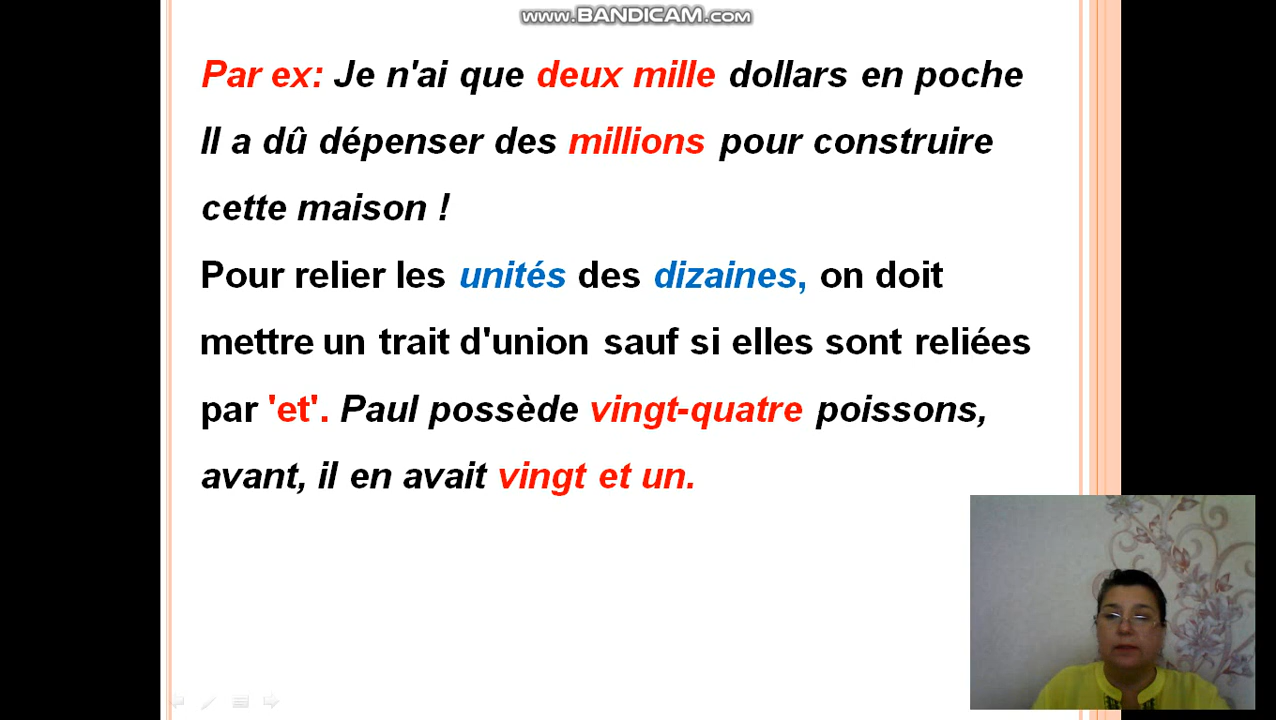 www.BANDICAM.com
Par ex: Je n'ai que deux mille dollars en poche
Il a dû dépenser des millions pour construire
cette maison !
Pour relier les unités des dizaines, on doit
mettre un trait d'union sauf si elles sont reliées
par 'et'. Paul possède vingt-quatre poissons,
avant, il en avait vingt et un.